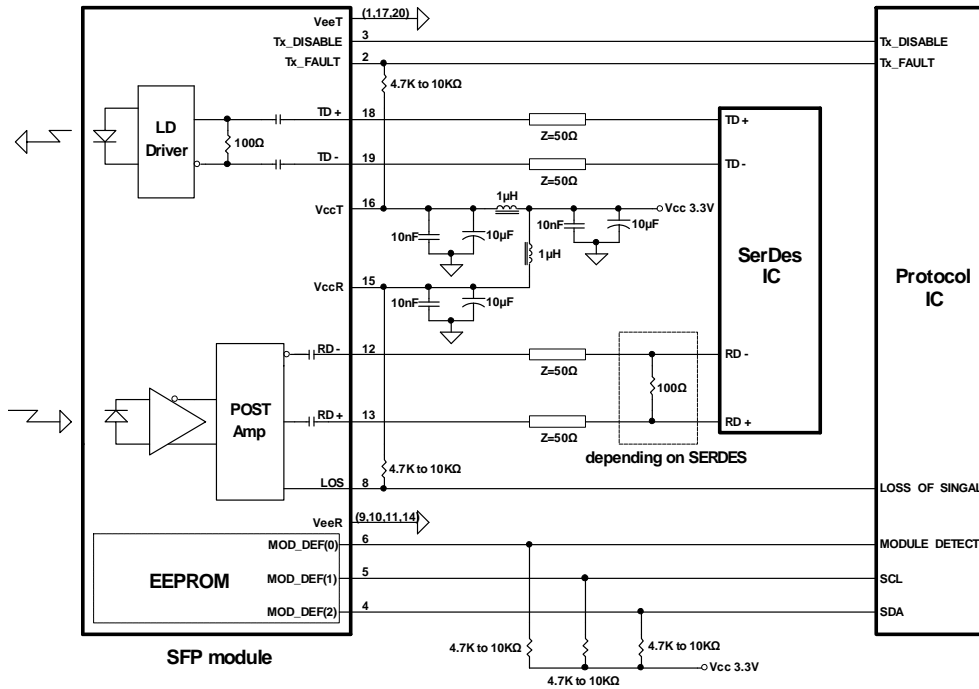 VeeT
(1,17,20)
Tx_DISABLE
3
Tx_DISABLE
Tx_FAULT
2
Tx_FAULT
4.7K to 10KΩ
LD
Driver
100Ω
TD+
18
Z=50Ω
TD+
TD-
19
Z=50Ω
TD-
VccT
16
1µH
Vcc 3.3V
10nF
10µF
10nF
10µF
1µH
SerDes
IC
Protocol
IC
VccR
15
10nF
10µF
RD-
12
Z=50Ω
RD-
100Ω
POST
Amp
RD+
13
Z=50Ω
RD+
depending on SERDES
4.7K to 10KΩ
LOS
8
LOSS OF SINGAL
VeeR
(9,10,11,14)
MOD_DEF(0)
6
MODULE DETECT
EEPROM
MOD_DEF(1)
5
SCL
MOD_DEF(2)
4
SDA
4.7K to 10KΩ
4.7K to 10KΩ
SFP module
Vcc 3.3V
4.7K to 10KΩ